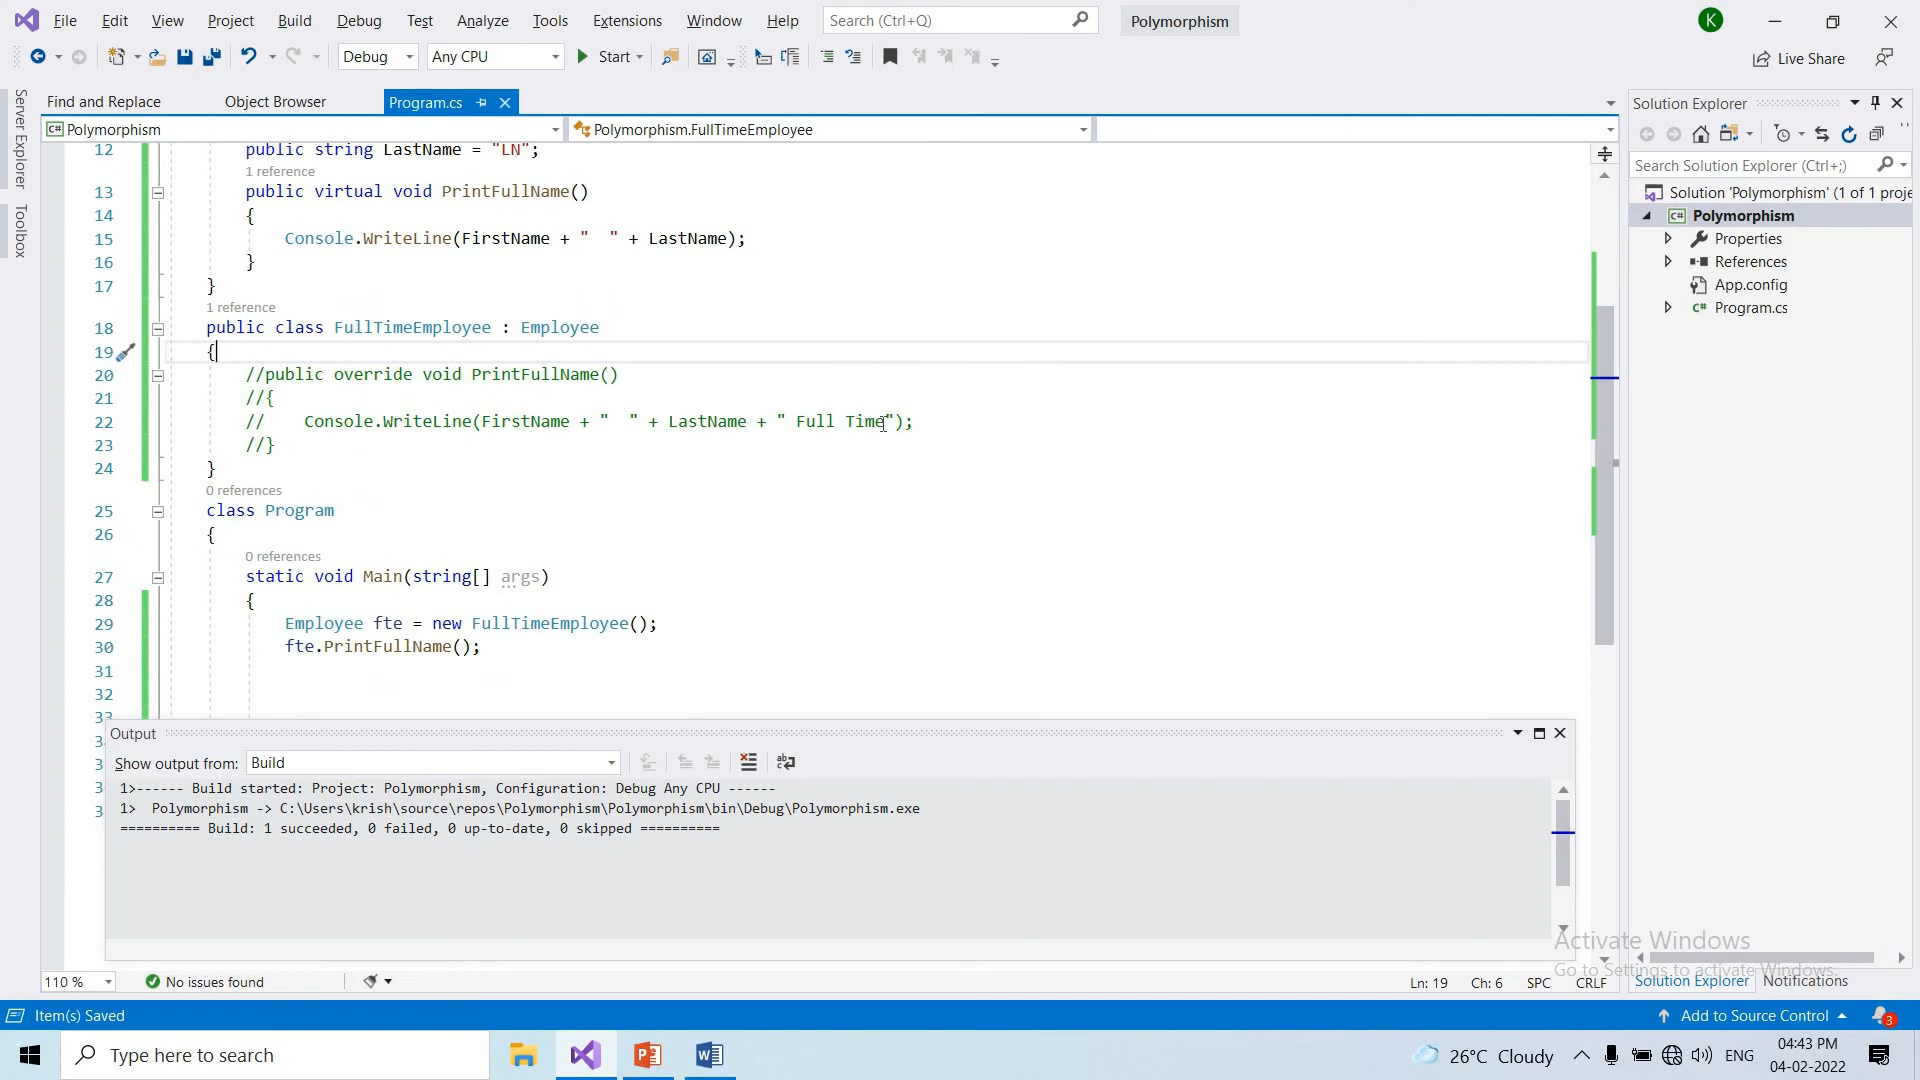 File Edit View Project Build Debug Test Analyze Tools Extensions Window Help Search (Ctrl+Q) Polymorphism K
Debug Any CPU Start Live Share
Server Explorer
Toolbox
Find and Replace Object Browser Program.cs
Polymorphism Polymorphism.FullTimeEmployee
12 public string LastName = "LN";
1 reference
13 public virtual void PrintFullName()
14 {
15 Console.WriteLine(FirstName + "  " + LastName);
16 }
17 }
1 reference
18 public class FullTimeEmployee : Employee
19 {
20 //public override void PrintFullName()
21 //{
22 //    Console.WriteLine(FirstName + "  " + LastName + " Full Time");
23 //}
24 }
0 references
25 class Program
26 {
0 references
27 static void Main(string[] args)
28 {
29 Employee fte = new FullTimeEmployee();
30 fte.PrintFullName();
31
32
33
Output
Show output from: Build
1>------ Build started: Project: Polymorphism, Configuration: Debug Any CPU ------
1>  Polymorphism -> C:\Users\krish\source\repos\Polymorphism\Polymorphism\bin\Debug\Polymorphism.exe
========== Build: 1 succeeded, 0 failed, 0 up-to-date, 0 skipped ==========
110 % No issues found Ln: 19 Ch: 6 SPC CRLF
Solution Explorer
Search Solution Explorer (Ctrl+;)
Solution 'Polymorphism' (1 of 1 proje
C# Polymorphism
Properties
References
App.config
C# Program.cs
Activate Windows
Go to Settings to activate Windows.
Solution Explorer Notifications
Item(s) Saved Add to Source Control 3
Type here to search 26°C Cloudy ENG 04:43 PM
04-02-2022